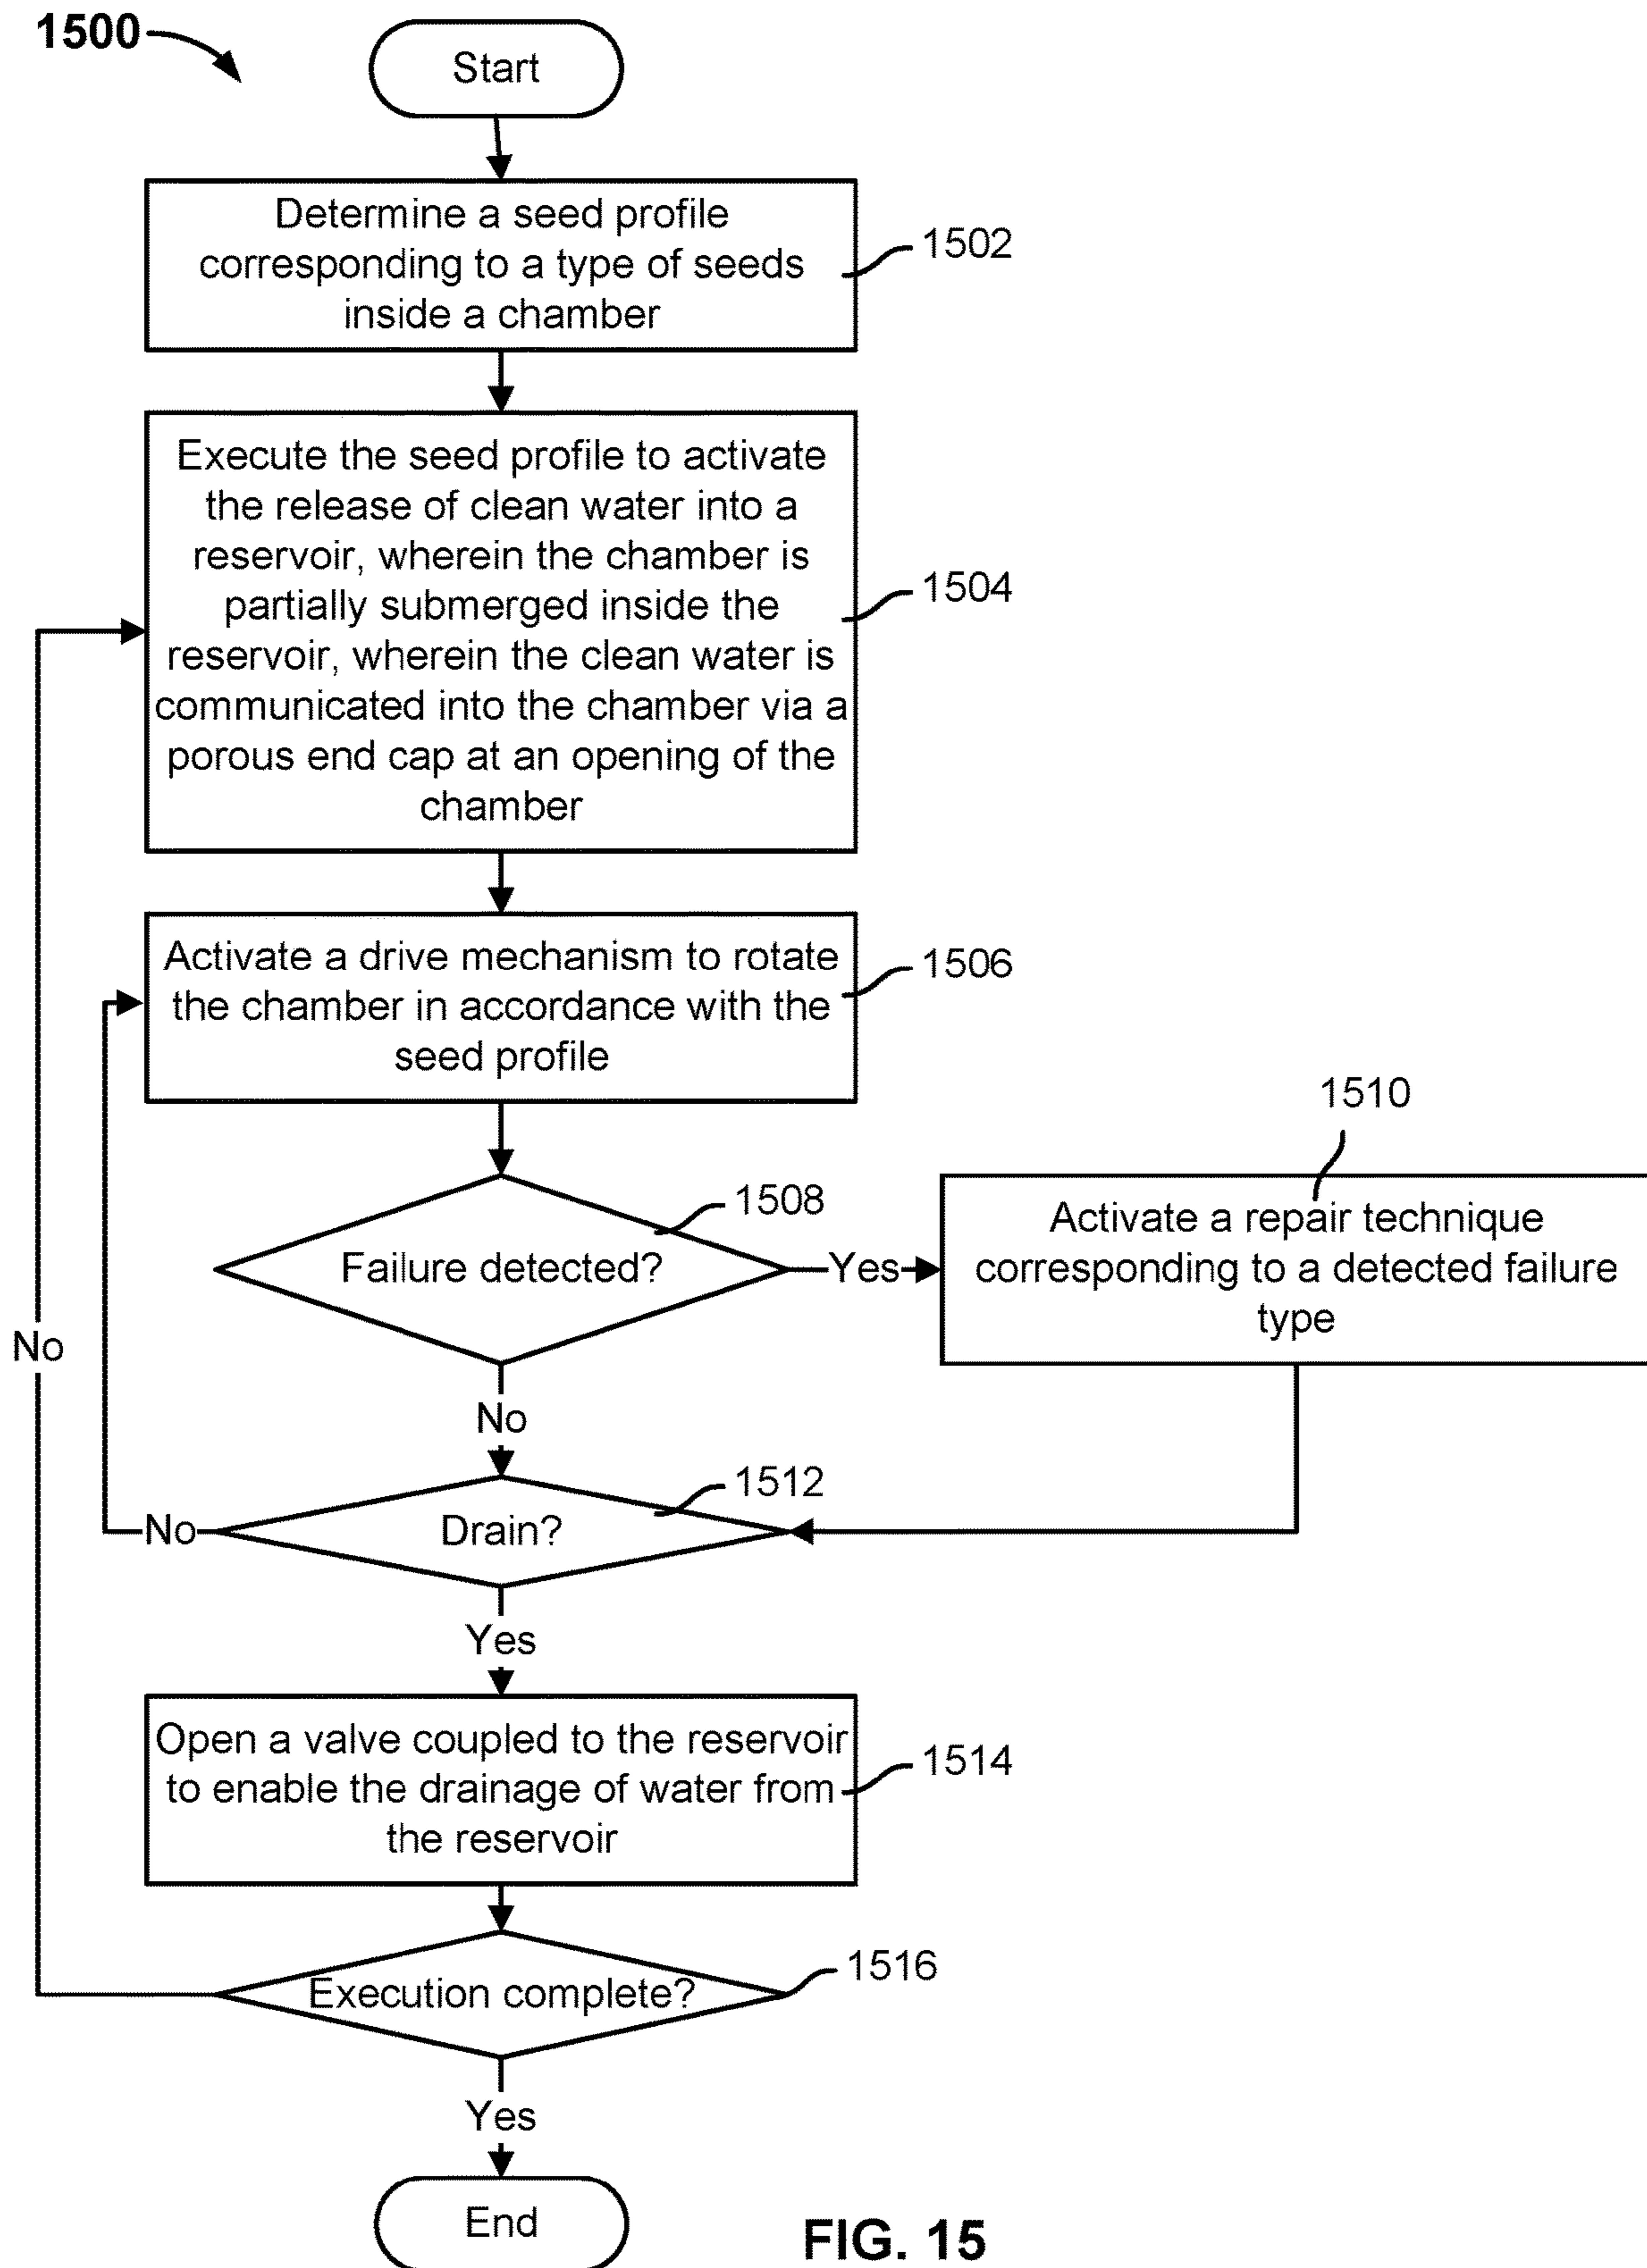 1500
Start
Determine a seed profile
corresponding to a type of seeds
inside a chamber
1502
Execute the seed profile to activate
the release of clean water into a
reservoir, wherein the chamber is
partially submerged inside the
reservoir, wherein the clean water is
communicated into the chamber via a
porous end cap at an opening of the
chamber
1504
Activate a drive mechanism to rotate
the chamber in accordance with the
seed profile
1506
1508
Failure detected?
Yes
1510
Activate a repair technique
corresponding to a detected failure
type
No
No
1512
Drain?
No
Yes
Open a valve coupled to the reservoir
to enable the drainage of water from
the reservoir
1514
Execution complete?
1516
Yes
End
FIG. 15